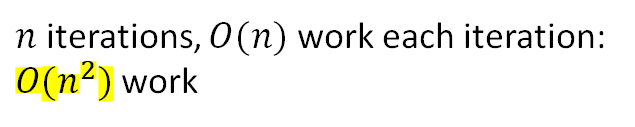 n iterations, O(n) work each iteration:
O(n²) work